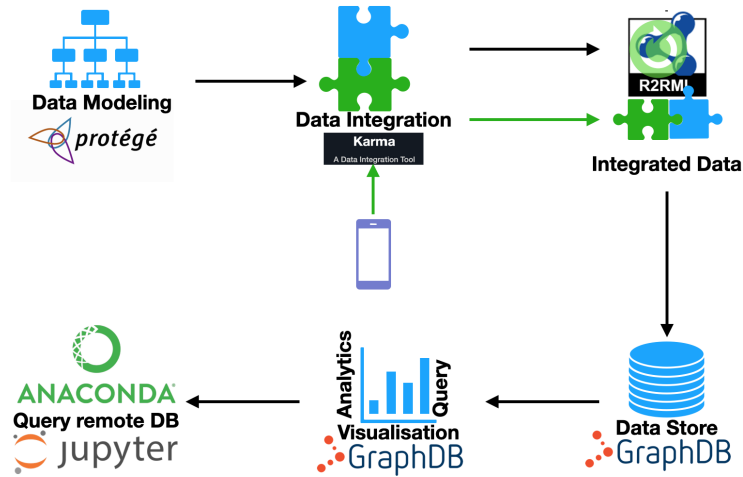 Data Modeling
protégé
Data Integration
Karma
A Data Integration Tool
R2RML
Integrated Data
ANACONDA
Query remote DB
jupyter
Analytics
Query
Visualisation
GraphDB
Data Store
GraphDB